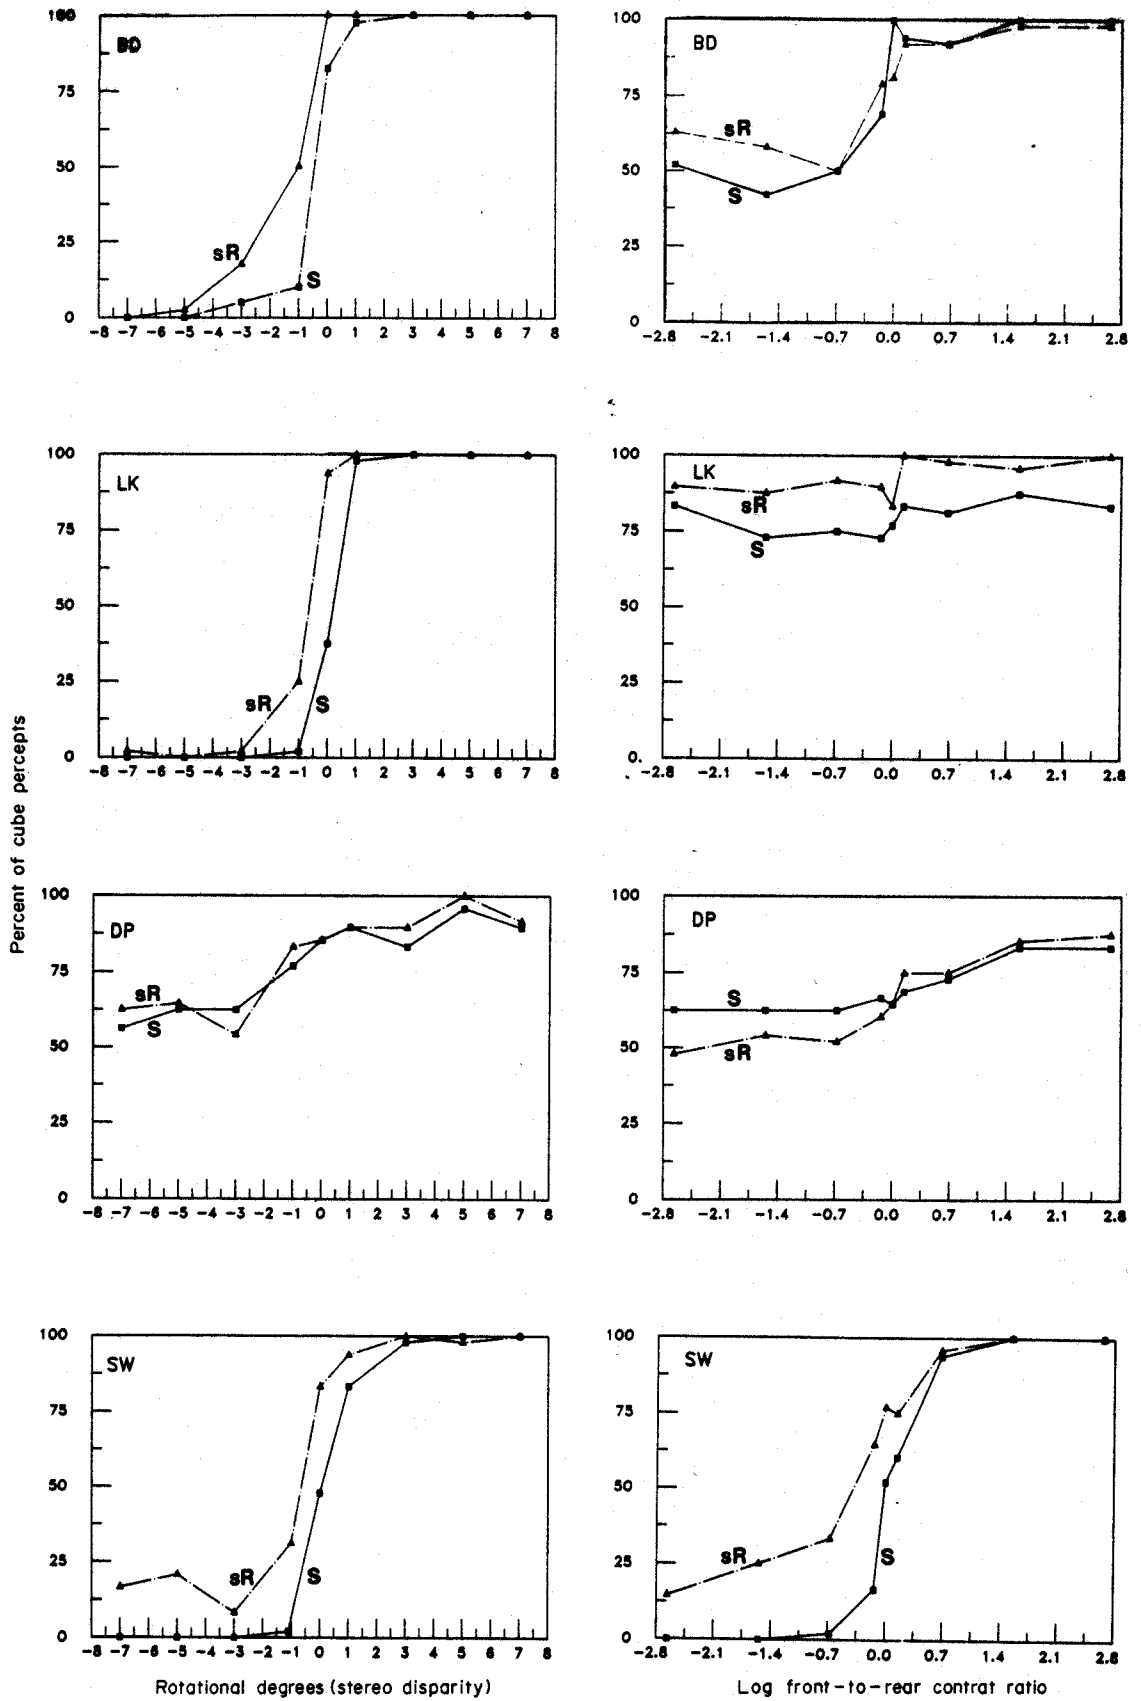 Percent of cube percepts
100
75
50
25
0
BD
sR
S
-8 -7 -6 -5 -4 -3 -2 -1 0 1 2 3 4 5 6 7 8
100
75
50
25
0
BD
sR
S
-2.8 -2.1 -1.4 -0.7 0.0 0.7 1.4 2.1 2.8
100
75
50
25
0
LK
sR
S
-8 -7 -6 -5 -4 -3 -2 -1 0 1 2 3 4 5 6 7 8
100
75
50
25
0.
LK
sR
S
-2.8 -2.1 -1.4 -0.7 0.0 0.7 1.4 2.1 2.8
100
75
50
25
0
DP
sR
S
-8 -7 -6 -5 -4 -3 -2 -1 0 1 2 3 4 5 6 7 8
100
75
50
25
0
DP
S
sR
-2.8 -2.1 -1.4 -0.7 0.0 0.7 1.4 2.1 2.8
100
75
50
25
0
SW
sR S
-8 -7 -6 -5 -4 -3 -2 -1 0 1 2 3 4 5 6 7 8
Rotational degrees (stereo disparity)
100
75
50
25
0
SW
sR S
-2.8 -2.1 -1.4 -0.7 0.0 0.7 1.4 2.1 2.8
Log front-to-rear contrat ratio